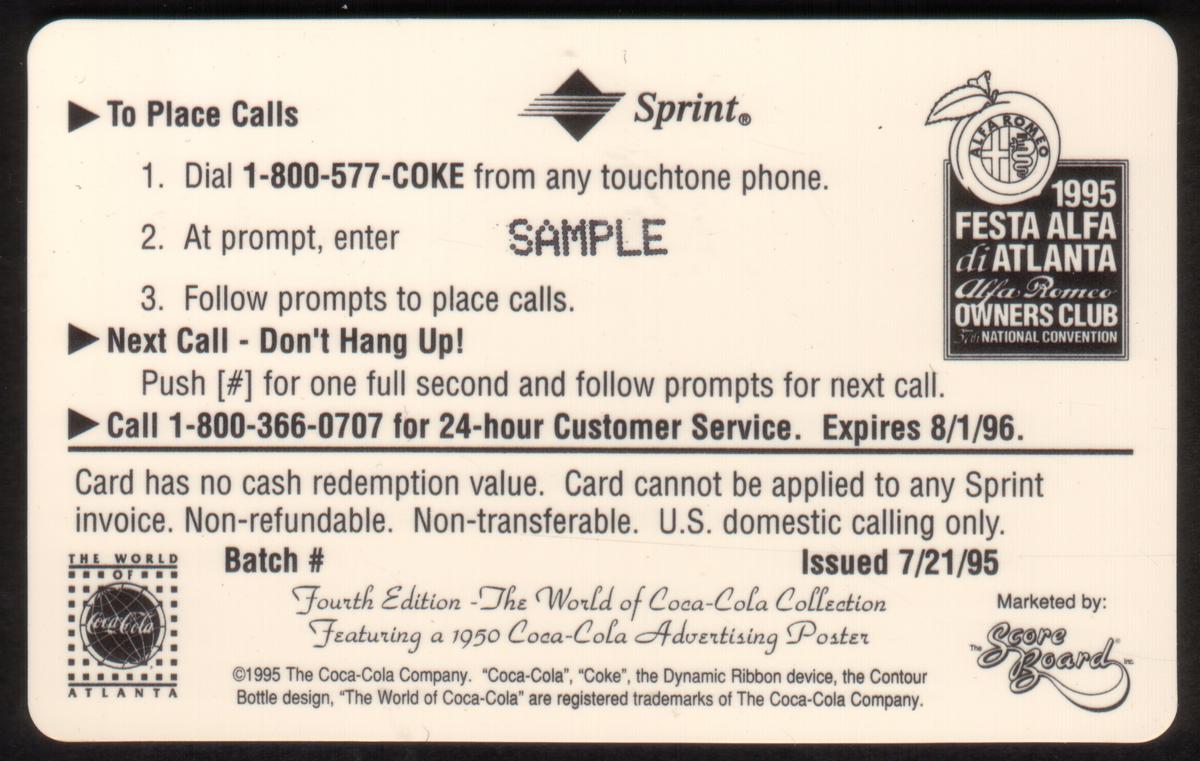 To Place Calls
Sprint®
1. Dial 1-800-577-COKE from any touchtone phone.
2. At prompt, enter SAMPLE
3. Follow prompts to place calls.
ALFA ROMEO
1995
FESTA ALFA
di ATLANTA
Alfa Romeo
OWNERS CLUB
37th NATIONAL CONVENTION
Next Call - Don't Hang Up!
Push [#] for one full second and follow prompts for next call.
Call 1-800-366-0707 for 24-hour Customer Service. Expires 8/1/96.
Card has no cash redemption value. Card cannot be applied to any Sprint
invoice. Non-refundable. Non-transferable. U.S. domestic calling only.
THE WORLD
OF
Coca-Cola
ATLANTA
Batch # Issued 7/21/95
Fourth Edition - The World of Coca-Cola Collection
Featuring a 1950 Coca-Cola Advertising Poster
©1995 The Coca-Cola Company. "Coca-Cola", "Coke", the Dynamic Ribbon device, the Contour
Bottle design, "The World of Coca-Cola" are registered trademarks of The Coca-Cola Company.
Marketed by:
The Score
Board® Inc.